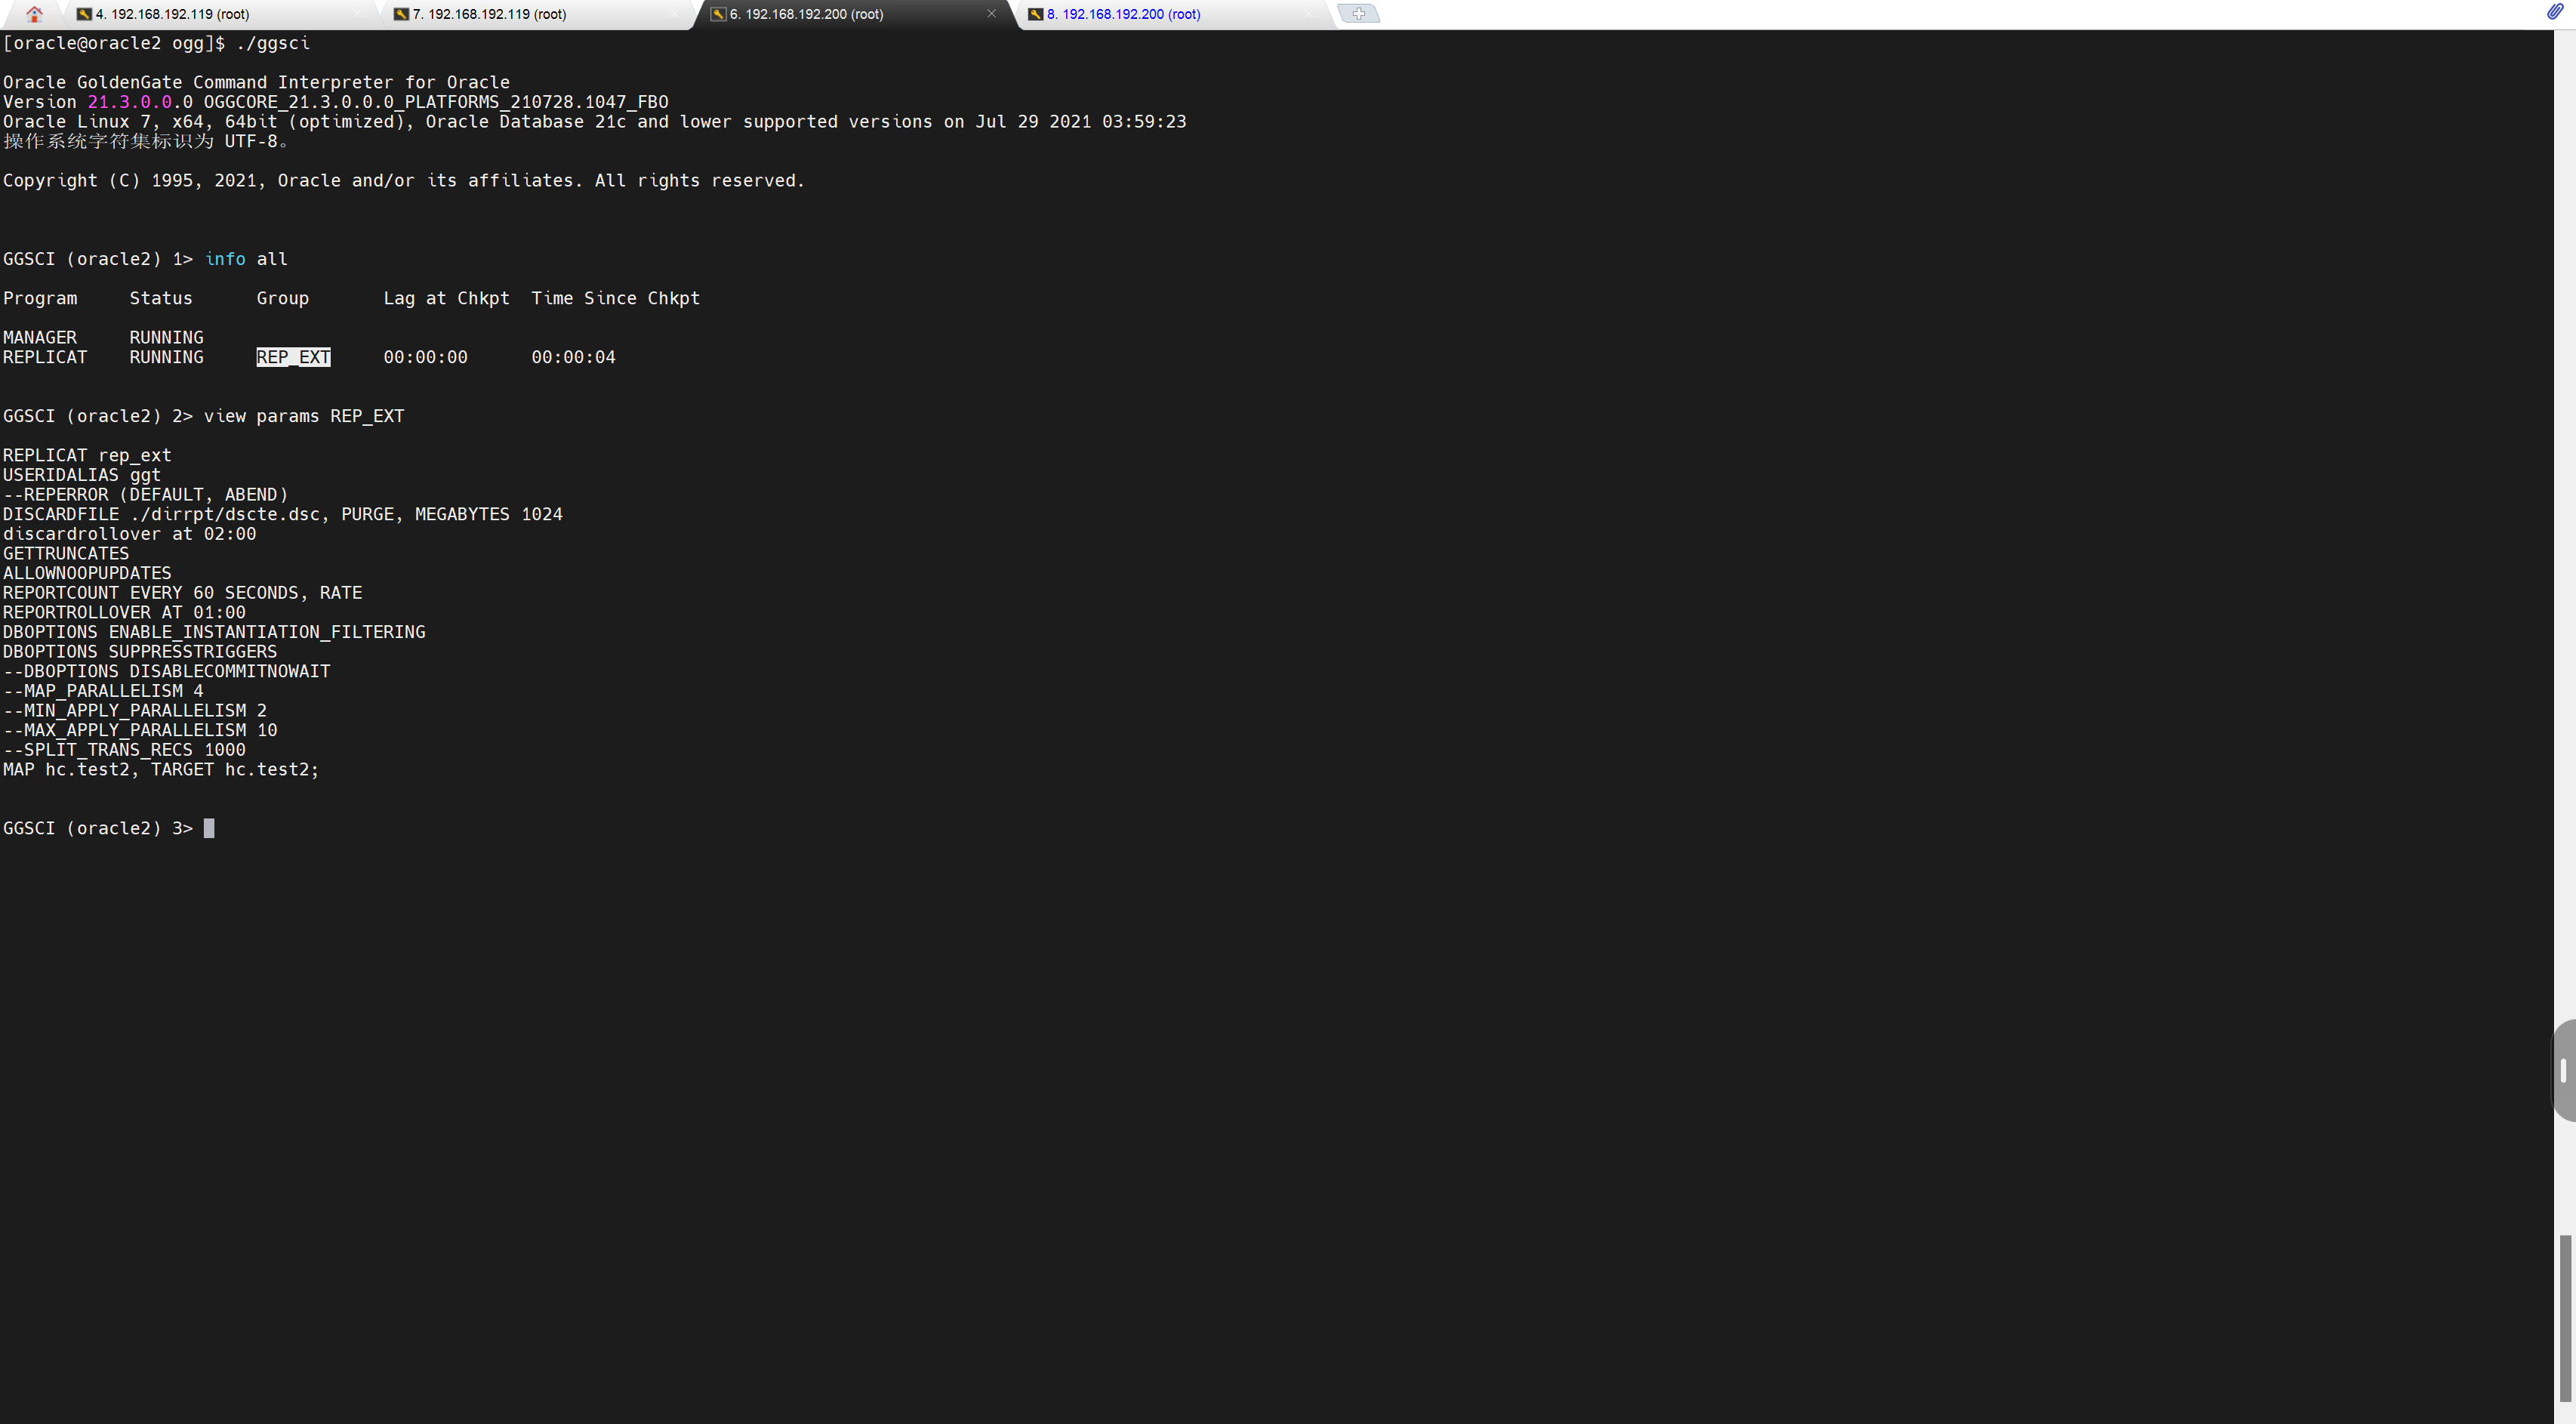 4. 192.168.192.119 (root)
7. 192.168.192.119 (root)
6. 192.168.192.200 (root)
8. 192.168.192.200 (root)
[oracle@oracle2 ogg]$ ./ggsci
Oracle GoldenGate Command Interpreter for Oracle
Version 21.3.0.0.0 OGGCORE_21.3.0.0.0_PLATFORMS_210728.1047_FBO
Oracle Linux 7, x64, 64bit (optimized), Oracle Database 21c and lower supported versions on Jul 29 2021 03:59:23
操作系统字符集标识为 UTF-8。
Copyright (C) 1995, 2021, Oracle and/or its affiliates. All rights reserved.
GGSCI (oracle2) 1> info all
Program     Status      Group       Lag at Chkpt  Time Since Chkpt
MANAGER     RUNNING
REPLICAT    RUNNING     REP_EXT     00:00:00      00:00:04
GGSCI (oracle2) 2> view params REP_EXT
REPLICAT rep_ext
USERIDALIAS ggt
--REPERROR (DEFAULT, ABEND)
DISCARDFILE ./dirrpt/dscte.dsc, PURGE, MEGABYTES 1024
discardrollover at 02:00
GETTRUNCATES
ALLOWNOOPUPDATES
REPORTCOUNT EVERY 60 SECONDS, RATE
REPORTROLLOVER AT 01:00
DBOPTIONS ENABLE_INSTANTIATION_FILTERING
DBOPTIONS SUPPRESSTRIGGERS
--DBOPTIONS DISABLECOMMITNOWAIT
--MAP_PARALLELISM 4
--MIN_APPLY_PARALLELISM 2
--MAX_APPLY_PARALLELISM 10
--SPLIT_TRANS_RECS 1000
MAP hc.test2, TARGET hc.test2;
GGSCI (oracle2) 3>